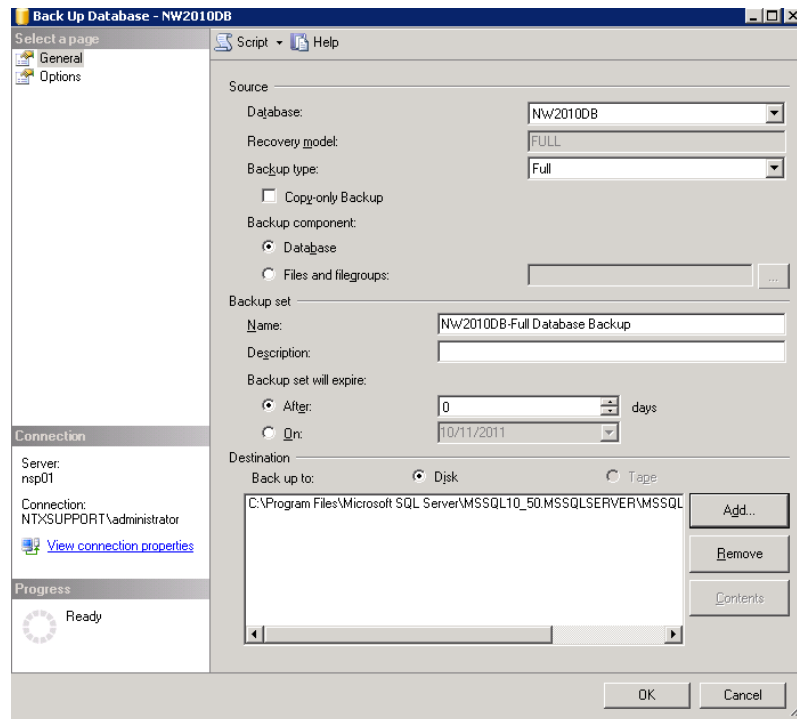 Back Up Database - NW2010DB
Select a page
General
Options
Script Help
Source
Database: NW2010DB
Recovery model: FULL
Backup type: Full
Copy-only Backup
Backup component:
Database
Files and filegroups: ...
Backup set
Name: NW2010DB-Full Database Backup
Description:
Backup set will expire:
After: 0 days
On: 10/11/2011
Destination
Back up to: Disk Tape
C:\Program Files\Microsoft SQL Server\MSSQL10_50.MSSQLSERVER\MSSQL
Add...
Remove
Contents
Connection
Server:
nsp01
Connection:
NTXSUPPORT\administrator
View connection properties
Progress
Ready
OK Cancel